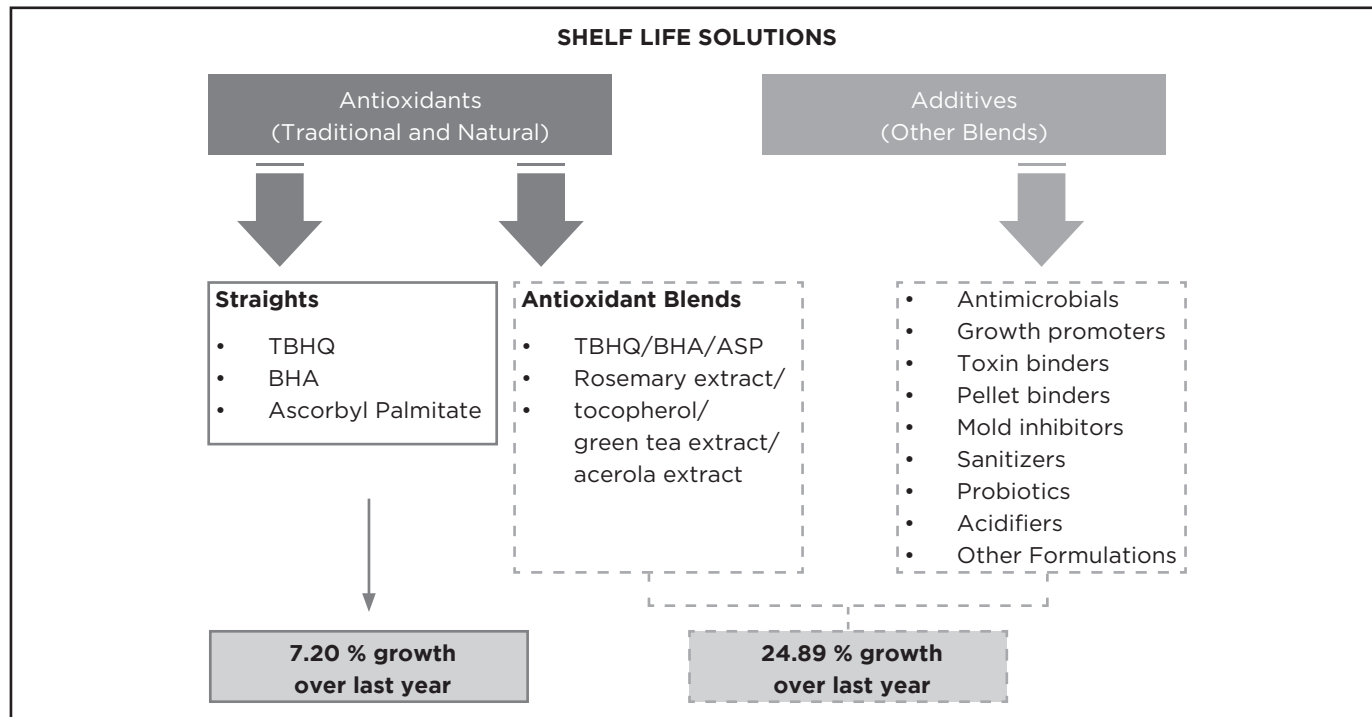 SHELF LIFE SOLUTIONS
Antioxidants
(Traditional and Natural)
Additives
(Other Blends)
Straights
• TBHQ
• BHA
• Ascorbyl Palmitate
Antioxidant Blends
• TBHQ/BHA/ASP
• Rosemary extract/
• tocopherol/
green tea extract/
acerola extract
• Antimicrobials
• Growth promoters
• Toxin binders
• Pellet binders
• Mold inhibitors
• Sanitizers
• Probiotics
• Acidifiers
• Other Formulations
7.20 % growth
over last year
24.89 % growth
over last year